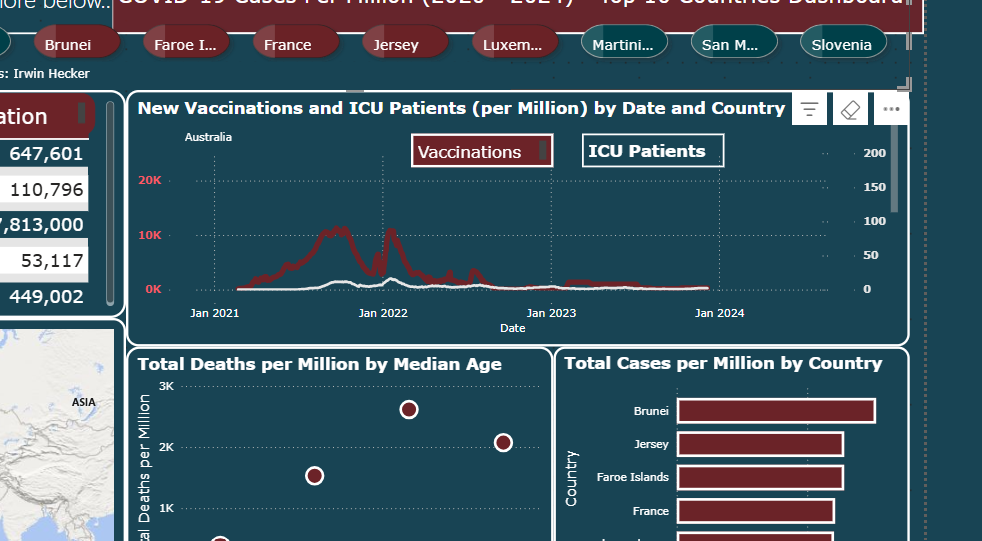 ore below..
COVID-19 Cases Per Million (2020 - 2024) - Top 10 Countries Dashboard
Brunei
Faroe I...
France
Jersey
Luxem...
Martini...
San M...
Slovenia
s: Irwin Hecker
ation
647,601
110,796
7,813,000
53,117
449,002
New Vaccinations and ICU Patients (per Million) by Date and Country
Australia
Vaccinations
ICU Patients
20K
10K
0K
200
150
100
50
0
Jan 2021
Jan 2022
Jan 2023
Jan 2024
Date
ASIA
Total Deaths per Million by Median Age
tal Deaths per Million
3K
2K
1K
Total Cases per Million by Country
Country
Brunei
Jersey
Faroe Islands
France